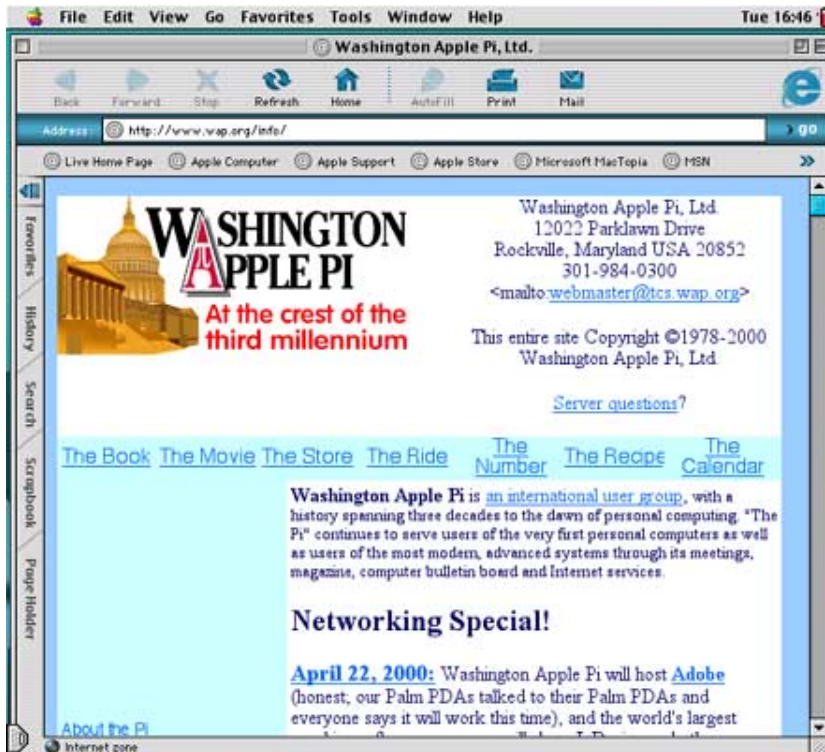 File Edit View Go Favorites Tools Window Help Tue 16:46
Washington Apple Pi, Ltd.
Back Forward Stop Refresh Home AutoFill Print Mail
Address: http://www.wap.org/info/ go
Live Home Page Apple Computer Apple Support Apple Store Microsoft MacTopia MSN
Favorites
History
Search
Scrapbook
Page Holder
WASHINGTON
APPLE PI
At the crest of the
third millennium
Washington Apple Pi, Ltd.
12022 Parklawn Drive
Rockville, Maryland USA 20852
301-984-0300
<mailto:webmaster@tcs.wap.org>
This entire site Copyright ©1978-2000
Washington Apple Pi, Ltd.
Server questions?
The Book The Movie The Store The Ride The Number The Recipe The Calendar
Washington Apple Pi is an international user group, with a
history spanning three decades to the dawn of personal computing. "The
Pi" continues to serve users of the very first personal computers as well
as users of the most modern, advanced systems through its meetings,
magazine, computer bulletin board and Internet services.
Networking Special!
April 22, 2000: Washington Apple Pi will host Adobe
(honest, our Palm PDAs talked to their Palm PDAs and
everyone says it will work this time), and the world's largest
About the Pi
Internet zone